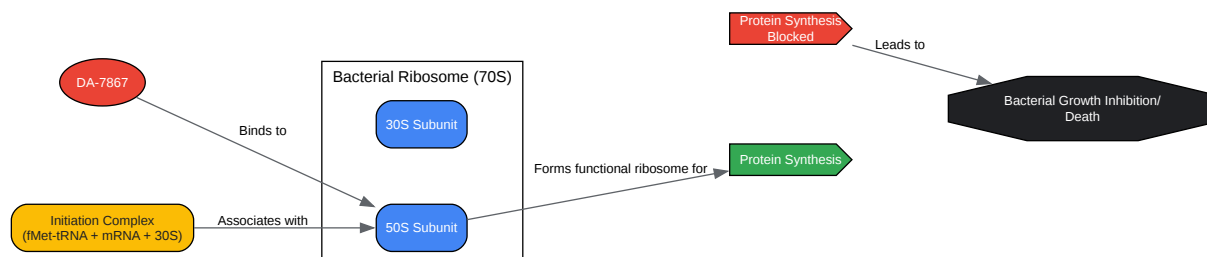 Protein Synthesis
Blocked
Leads to
Bacterial Ribosome (70S)
DA-7867
Bacterial Growth Inhibition/
Death
30S Subunit
Binds to
Protein Synthesis
Forms functional ribosome for
Initiation Complex
(fMet-tRNA + mRNA + 30S)
Associates with
50S Subunit